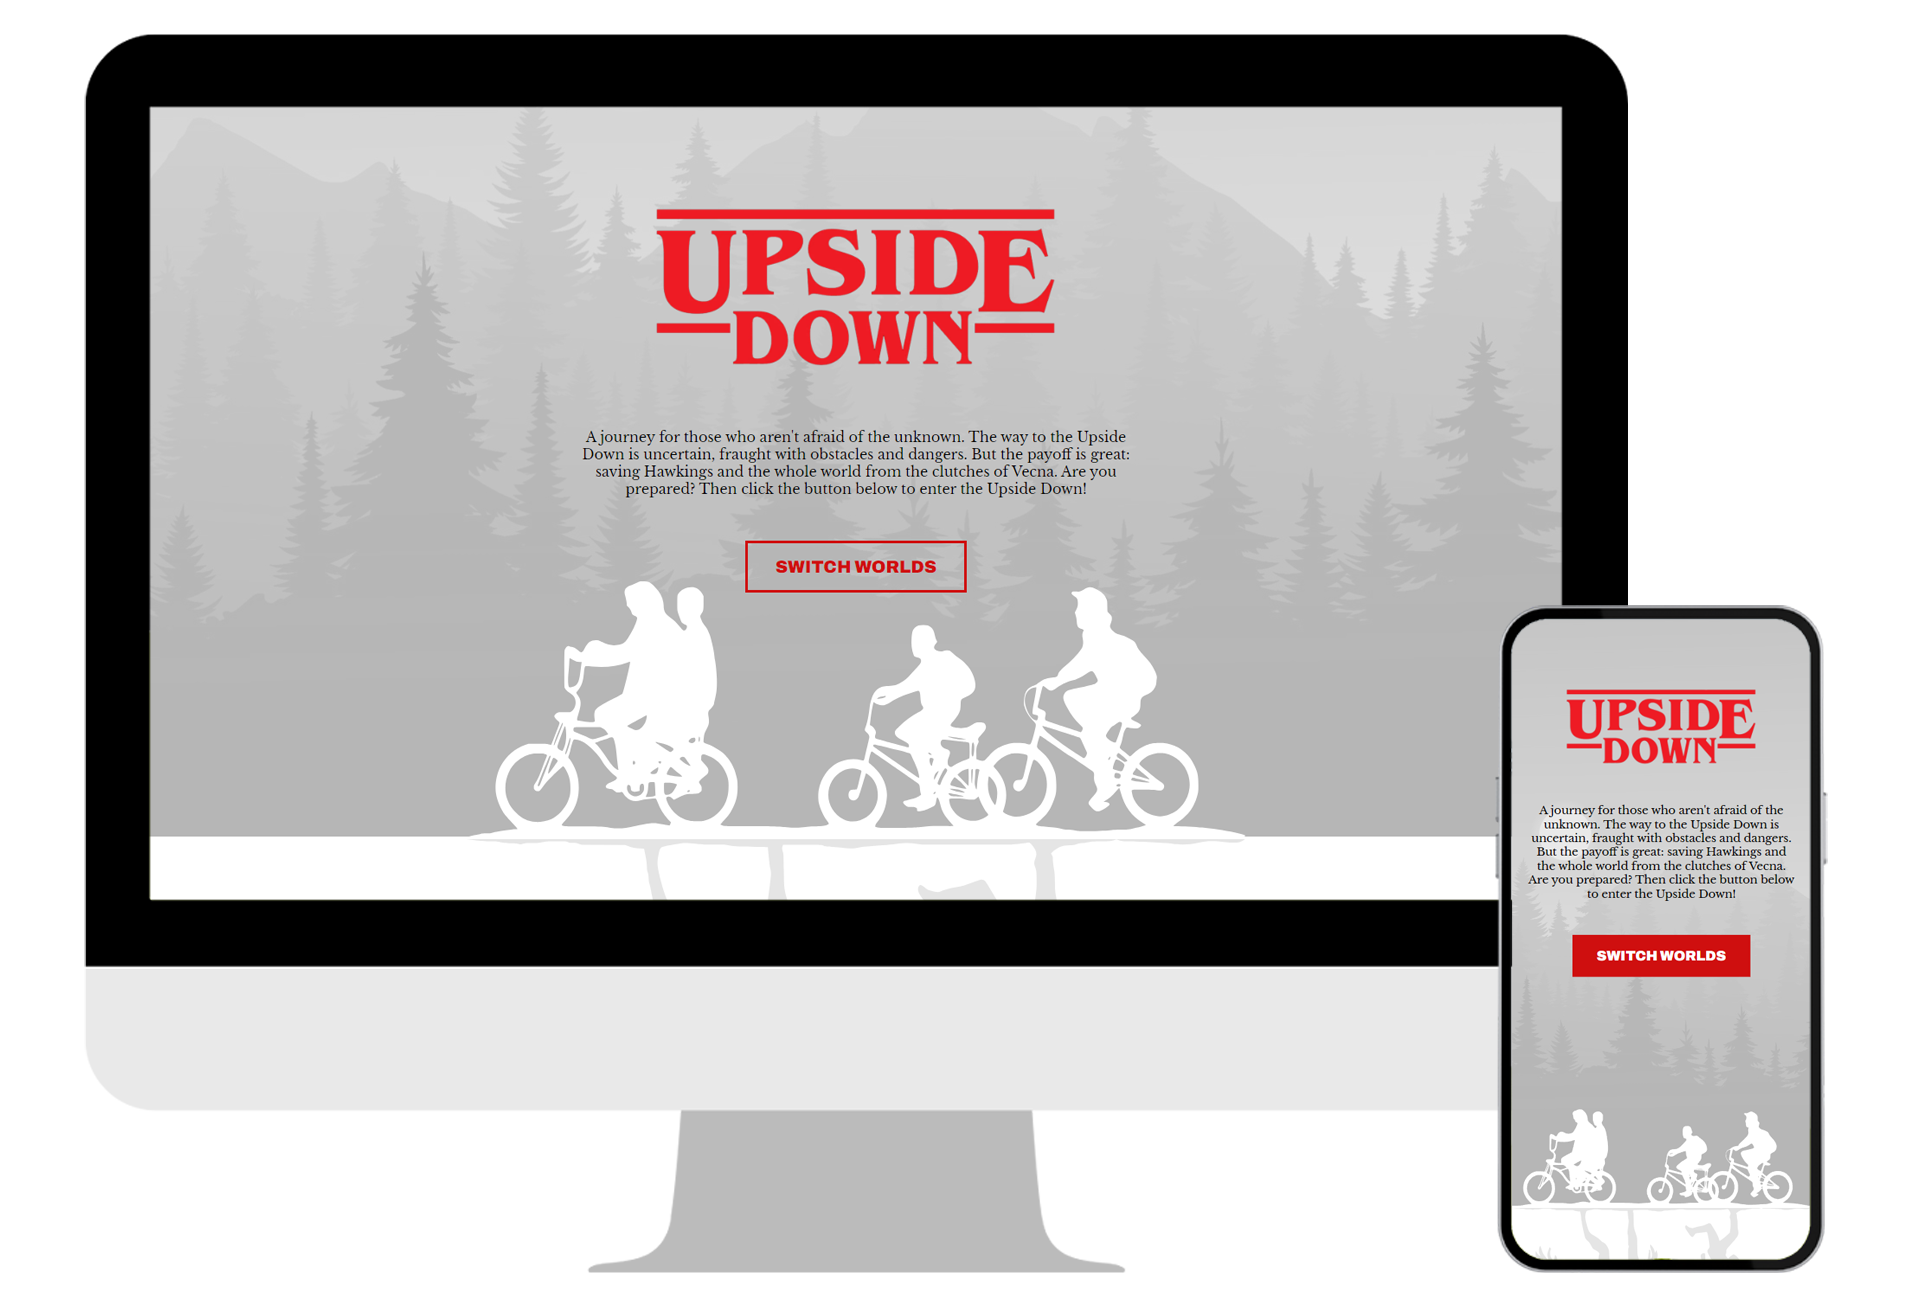 UPSIDE
DOWN
A journey for those who aren't afraid of the unknown. The way to the Upside
Down is uncertain, fraught with obstacles and dangers. But the payoff is great:
saving Hawkings and the whole world from the clutches of Vecna. Are you
prepared? Then click the button below to enter the Upside Down!
SWITCH WORLDS
UPSIDE
DOWN
A journey for those who aren't afraid of the
unknown. The way to the Upside Down is
uncertain, fraught with obstacles and dangers.
But the payoff is great: saving Hawkings and
the whole world from the clutches of Vecna.
Are you prepared? Then click the button below
to enter the Upside Down!
SWITCH WORLDS